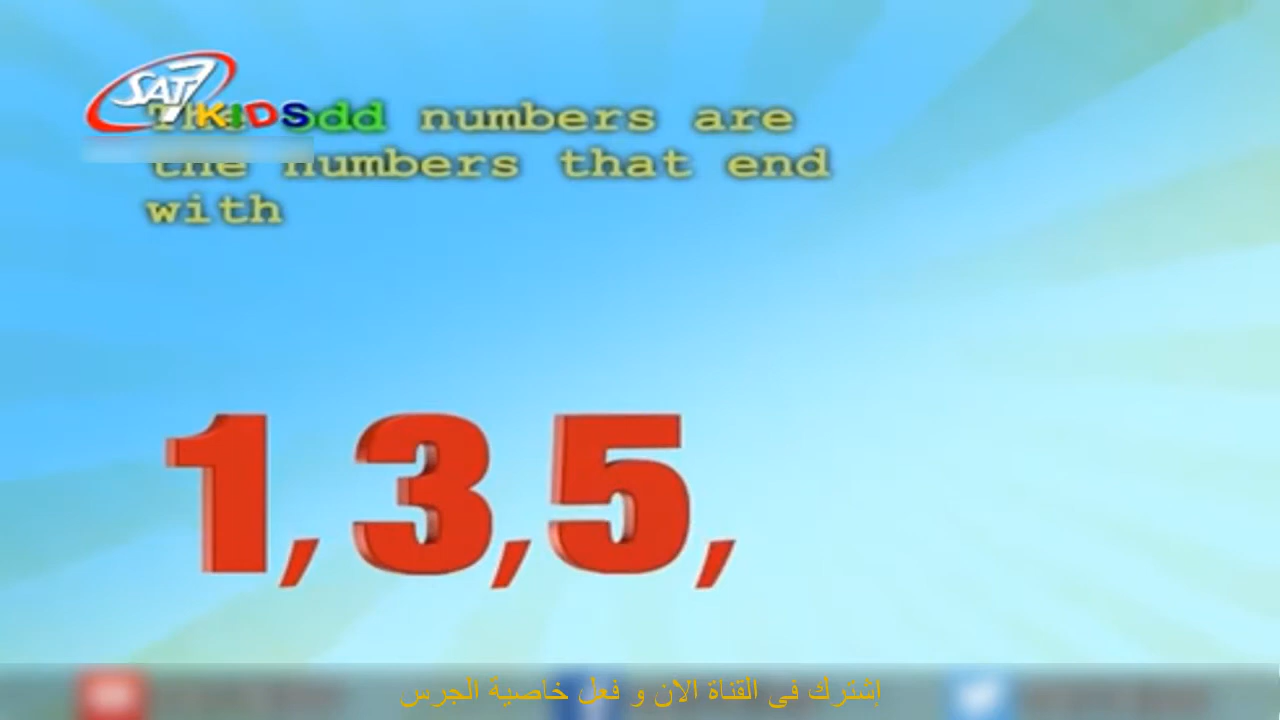 SAT7
KIDS
The odd numbers are
the numbers that end
with
1,3,5,
إشترك فى القناة الان و فعل خاصية الجرس